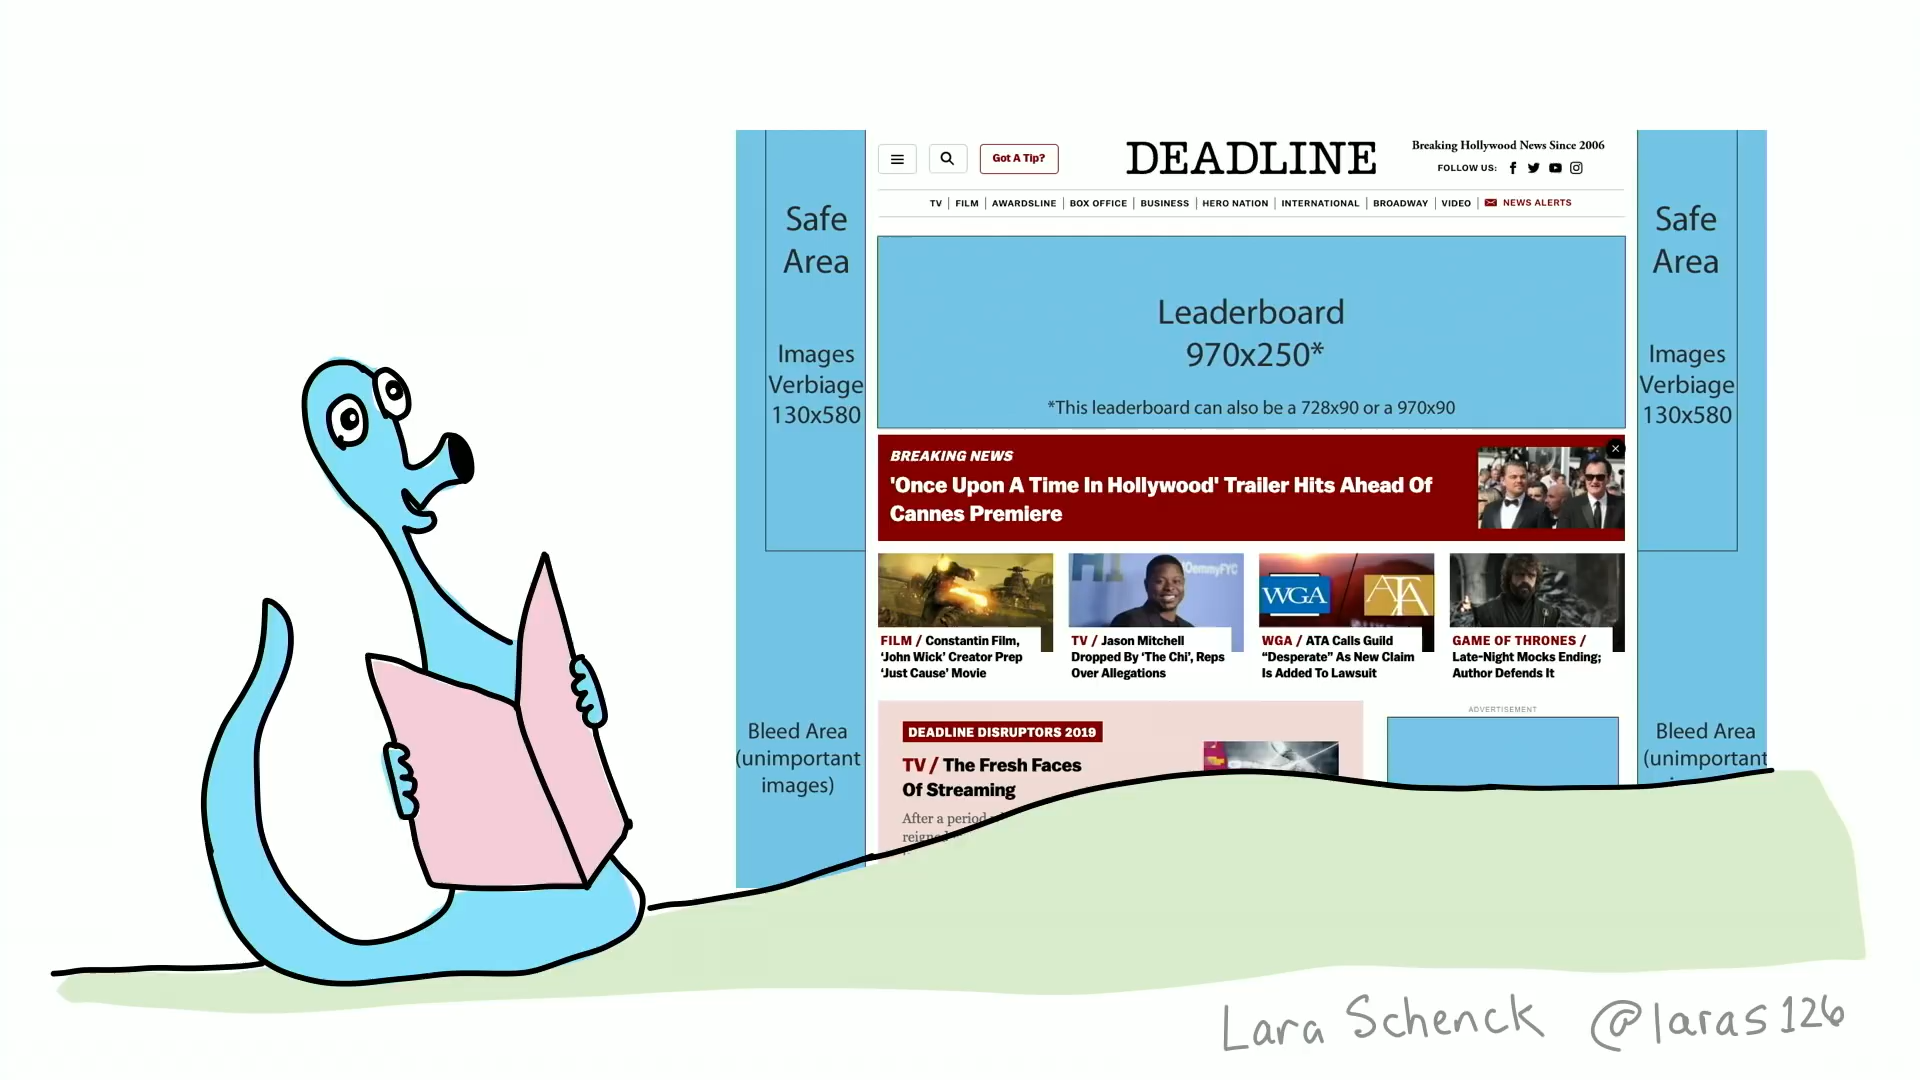 Safe
Area
Images
Verbiage
130x580
Bleed Area
(unimportant
images)
Got A Tip?
DEADLINE
Breaking Hollywood News Since 2006
FOLLOW US:
TV | FILM | AWARDSLINE | BOX OFFICE | BUSINESS | HERO NATION | INTERNATIONAL | BROADWAY | VIDEO | NEWS ALERTS
Leaderboard
970x250*
*This leaderboard can also be a 728x90 or a 970x90
BREAKING NEWS
'Once Upon A Time In Hollywood' Trailer Hits Ahead Of
Cannes Premiere
WGA
ATA
FILM / Constantin Film,
‘John Wick’ Creator Prep
‘Just Cause’ Movie
TV / Jason Mitchell
Dropped By ‘The Chi’, Reps
Over Allegations
WGA / ATA Calls Guild
“Desperate” As New Claim
Is Added To Lawsuit
GAME OF THRONES /
Late-Night Mocks Ending;
Author Defends It
DEADLINE DISRUPTORS 2019
TV / The Fresh Faces
Of Streaming
After a period
ADVERTISEMENT
Safe
Area
Images
Verbiage
130x580
Bleed Area
(unimportant
Lara Schenck @laras126